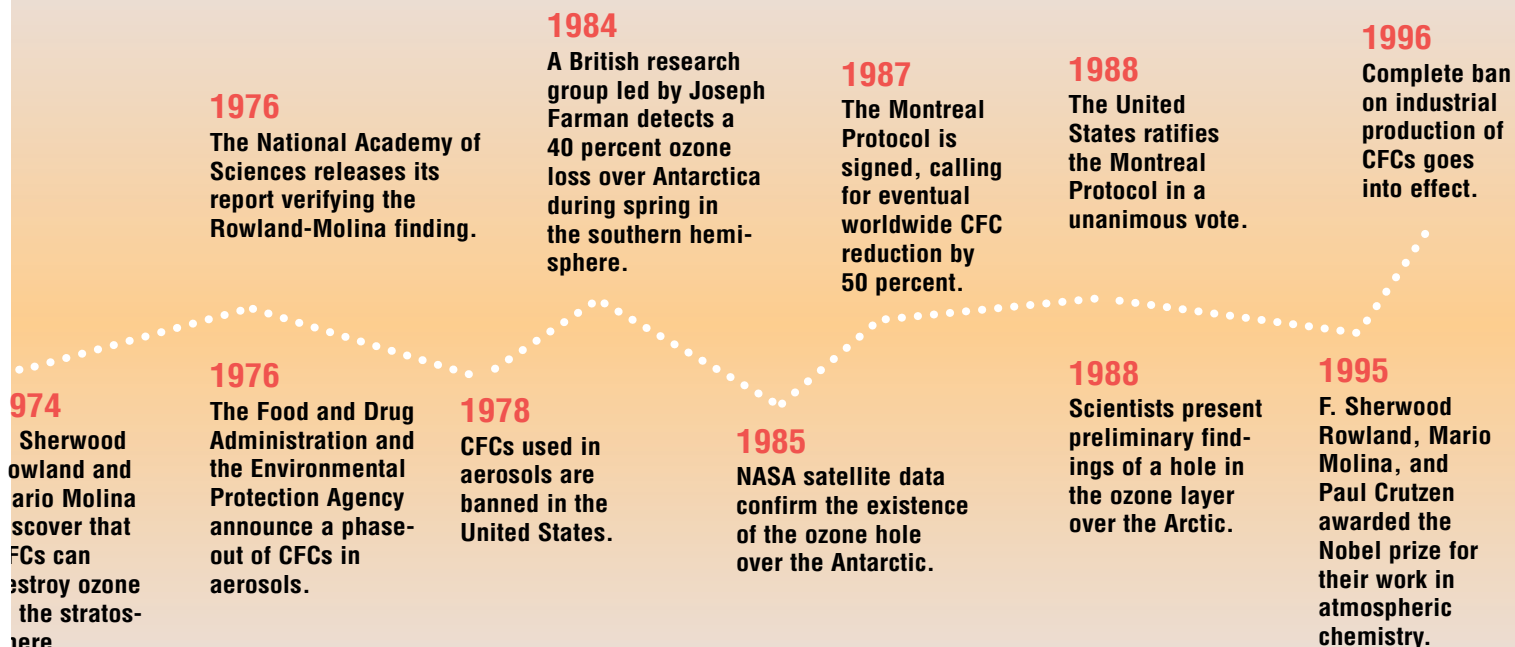 974
Sherwood
owland and
ario Molina
scover that
FCs can
estroy ozone
the stratos-
here
1976
The National Academy of
Sciences releases its
report verifying the
Rowland-Molina finding.
1976
The Food and Drug
Administration and
the Environmental
Protection Agency
announce a phase-
out of CFCs in
aerosols.
1978
CFCs used in
aerosols are
banned in the
United States.
1984
A British research
group led by Joseph
Farman detects a
40 percent ozone
loss over Antarctica
during spring in
the southern hemi-
sphere.
1985
NASA satellite data
confirm the existence
of the ozone hole
over the Antarctic.
1987
The Montreal
Protocol is
signed, calling
for eventual
worldwide CFC
reduction by
50 percent.
1988
The United
States ratifies
the Montreal
Protocol in a
unanimous vote.
1988
Scientists present
preliminary find-
ings of a hole in
the ozone layer
over the Arctic.
1995
F. Sherwood
Rowland, Mario
Molina, and
Paul Crutzen
awarded the
Nobel prize for
their work in
atmospheric
chemistry.
1996
Complete ban
on industrial
production of
CFCs goes
into effect.